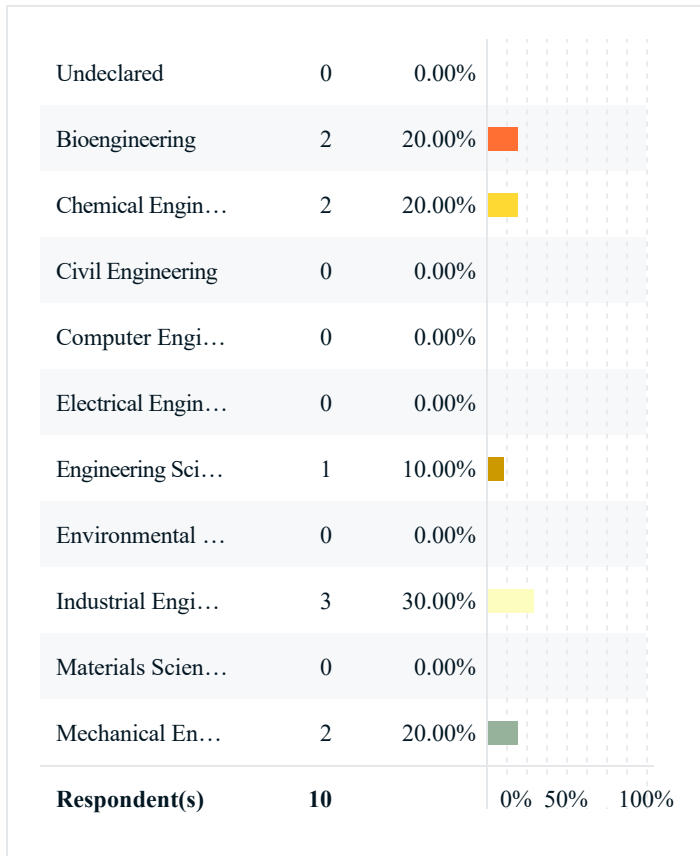 Undeclared 0 0.00%
Bioengineering 2 20.00%
Chemical Engin… 2 20.00%
Civil Engineering 0 0.00%
Computer Engi… 0 0.00%
Electrical Engin… 0 0.00%
Engineering Sci… 1 10.00%
Environmental … 0 0.00%
Industrial Engi… 3 30.00%
Materials Scien… 0 0.00%
Mechanical En… 2 20.00%
Respondent(s) 10 0% 50% 100%